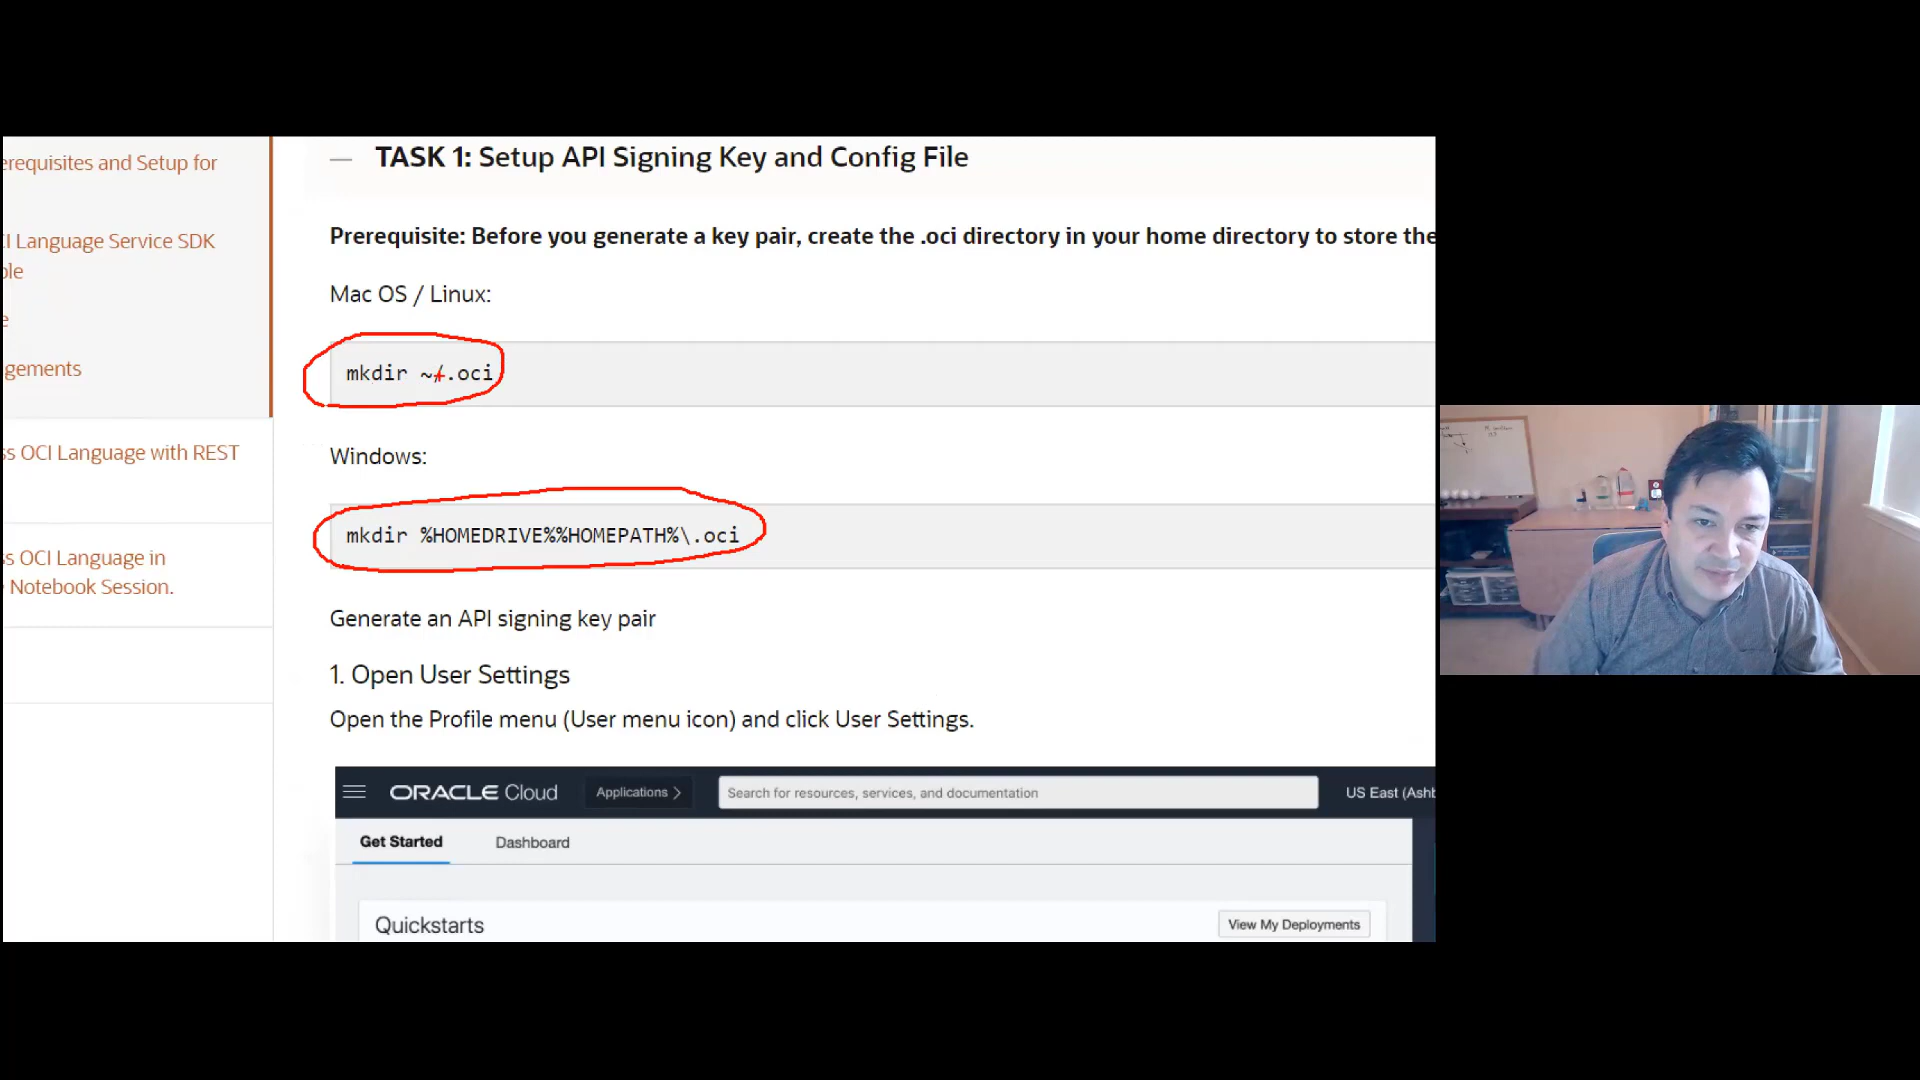 TASK 1: Setup API Signing Key and Config File
erequisites and Setup for
Prerequisite: Before you generate a key pair, create the .oci directory in your home directory to store the
CI Language Service SDK
ble
Mac OS / Linux:
e
gements
mkdir ~/.oci
ss OCI Language with REST
Windows:
mkdir %HOMEDRIVE%%HOMEPATH%\.oci
ss OCI Language in
Notebook Session.
Generate an API signing key pair
1. Open User Settings
Open the Profile menu (User menu icon) and click User Settings.
ORACLE Cloud
Applications >
Search for resources, services, and documentation
US East (Ashb
Get Started
Dashboard
Quickstarts
View My Deployments